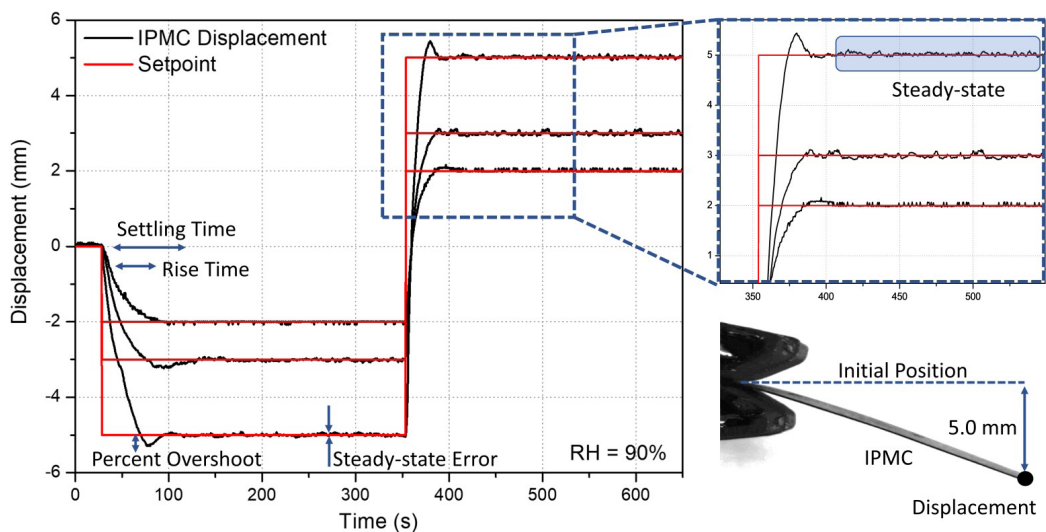 IPMC Displacement
Setpoint
Displacement (mm)
6
4
2
0
-2
-4
-6
Settling Time
Rise Time
Percent Overshoot
Steady-state Error
RH = 90%
0 100 200 300 400 500 600
Time (s)
5
4
3
2
1
Steady-state
350 400 450 500
Initial Position
5.0 mm
IPMC
Displacement